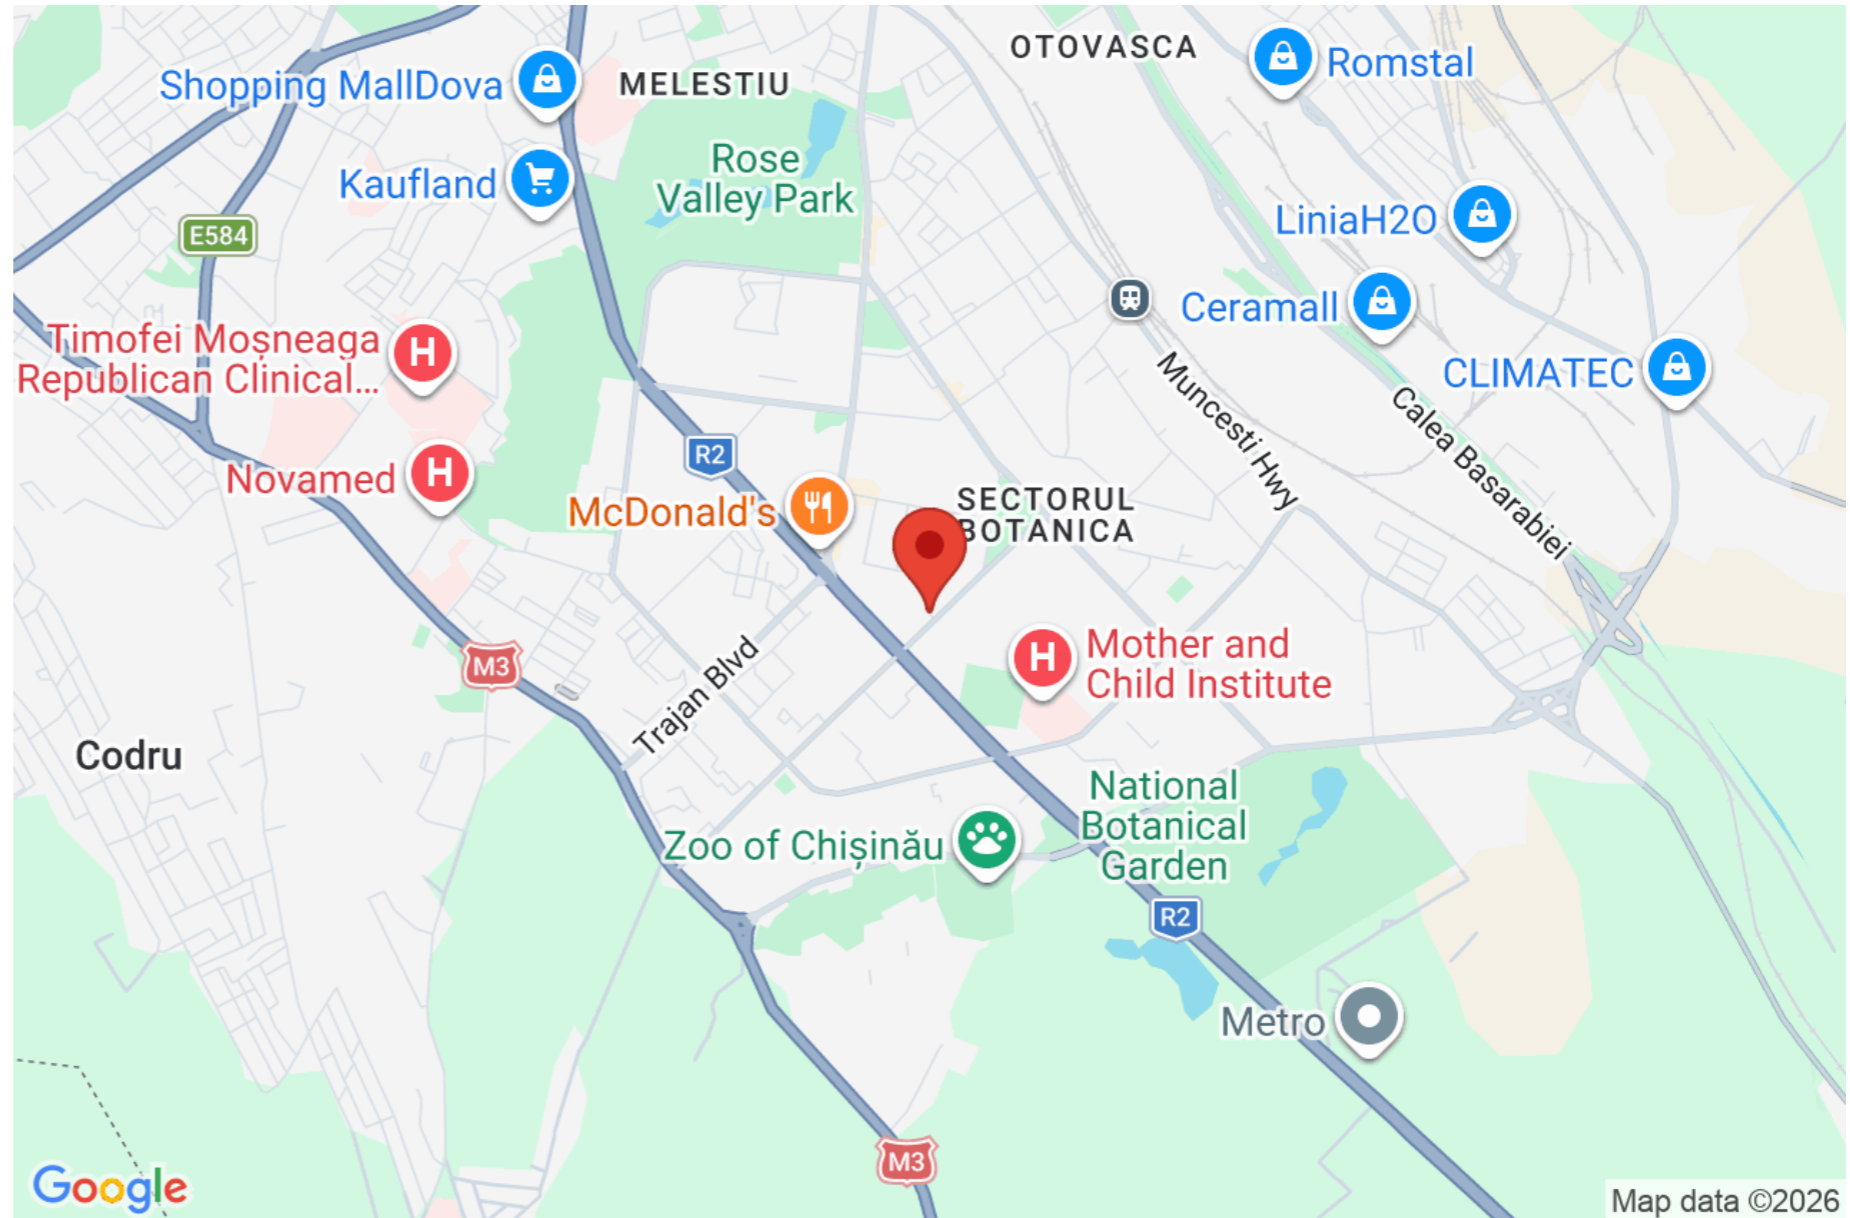 OTOVASCA
Romstal
Shopping MallDova
MELESTIU
Rose
Valley Park
Kaufland
LiniaH2O
E584
Ceramall
Timofei Moșneaga
Republican Clinical...
CLIMATEC
Muncesti Hwy
Calea Basarabiei
R2
Novamed
McDonald's
SECTORUL
BOTANICA
Mother and
Child Institute
M3
Trajan Blvd
Codru
National
Botanical
Garden
Zoo of Chișinău
R2
Metro
M3
Google
Map data ©2026